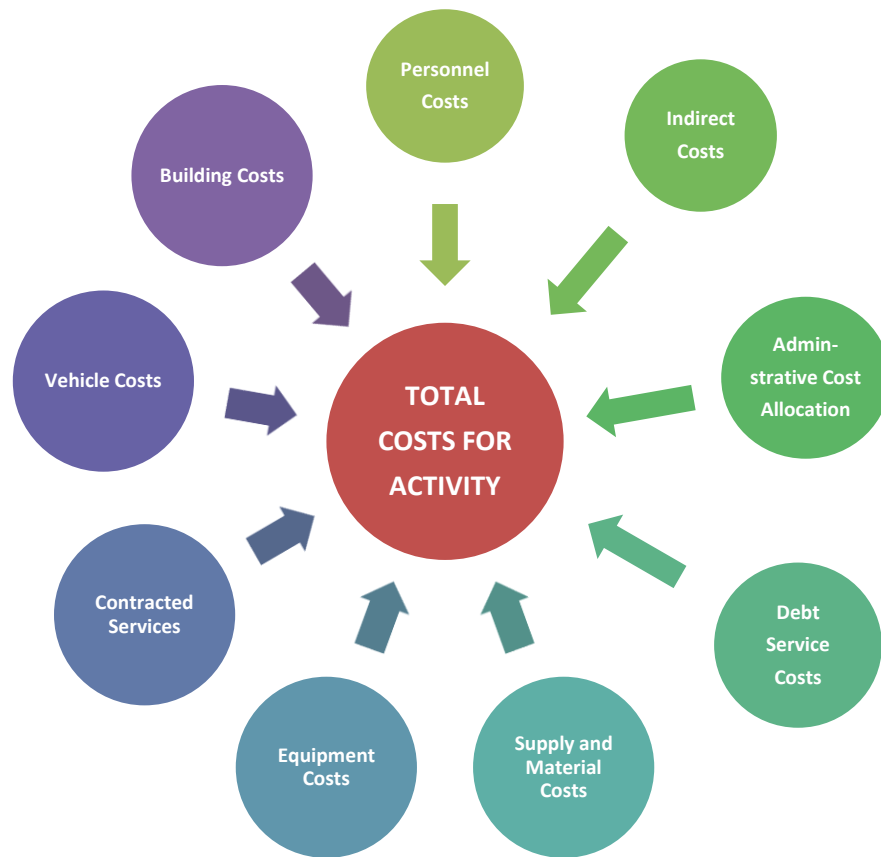 Personnel
Costs
Indirect
Costs
Admin-
strative Cost
Allocation
Debt
Service
Costs
Supply and
Material
Costs
Equipment
Costs
Contracted
Services
Vehicle Costs
Building Costs
TOTAL
COSTS FOR
ACTIVITY